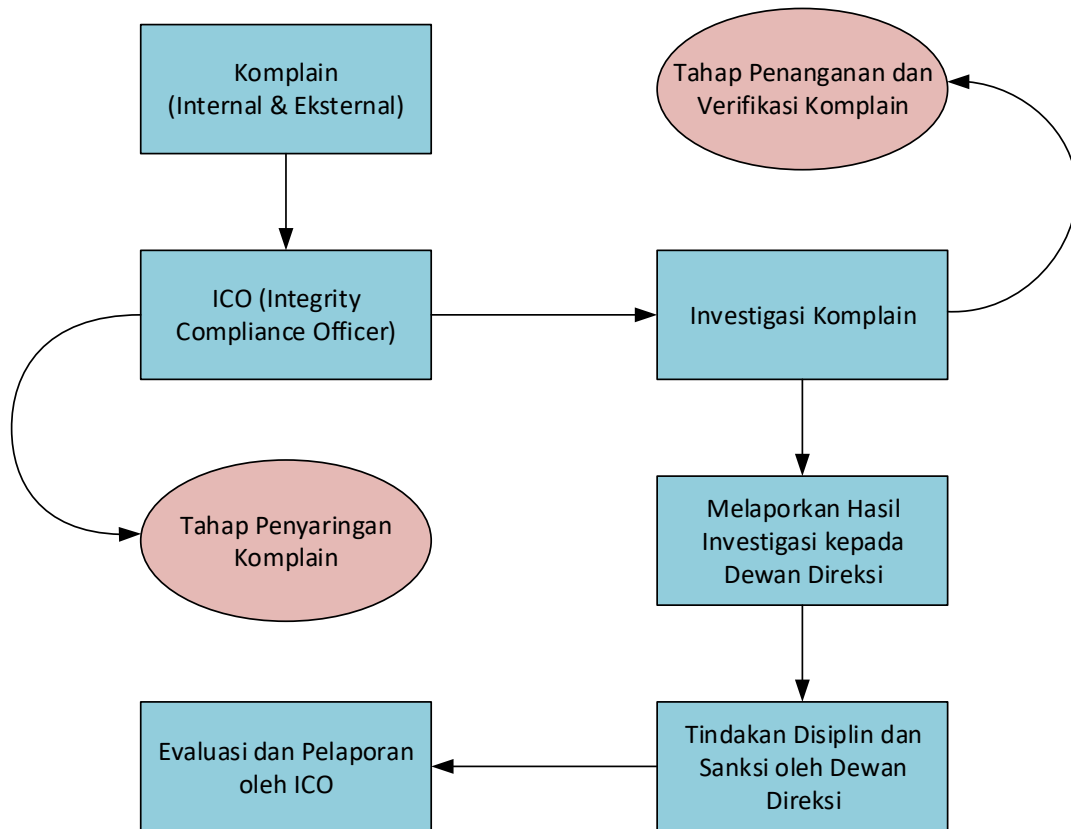 Komplain
(Internal & Eksternal)
Tahap Penanganan dan
Verifikasi Komplain
ICO (Integrity
Compliance Officer)
Investigasi Komplain
Tahap Penyaringan
Komplain
Melaporkan Hasil
Investigasi kepada
Dewan Direksi
Evaluasi dan Pelaporan
oleh ICO
Tindakan Disiplin dan
Sanksi oleh Dewan
Direksi